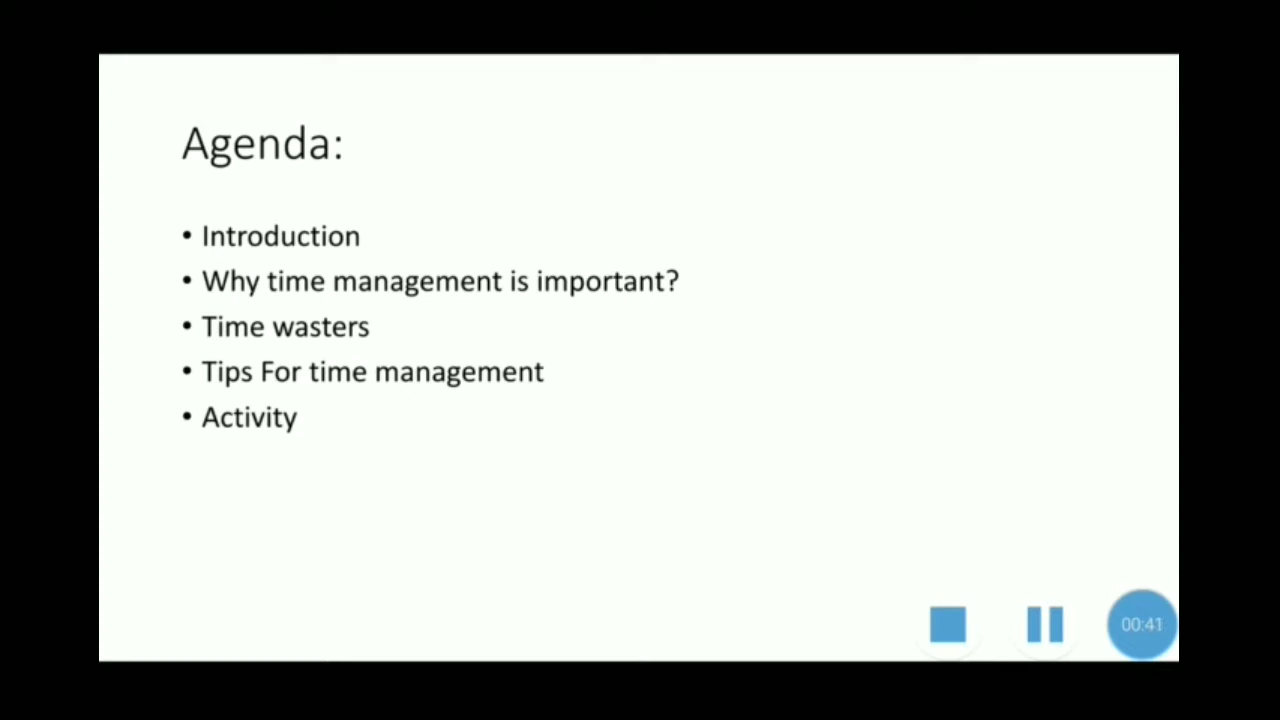 Agenda:
• Introduction
• Why time management is important?
• Time wasters
• Tips For time management
• Activity
00:41